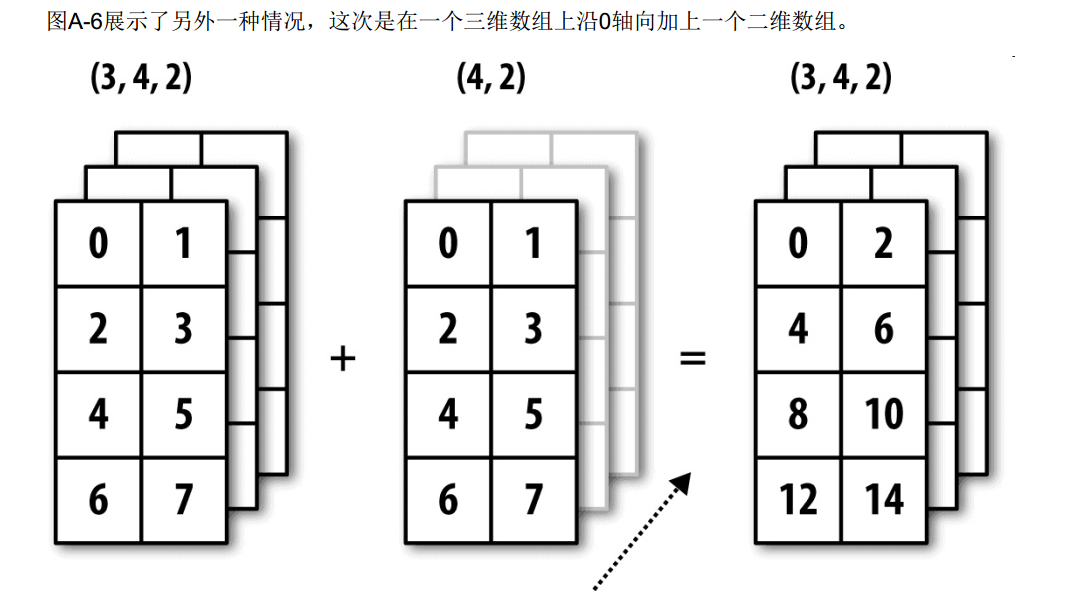 图A-6展示了另外一种情况，这次是在一个三维数组上沿0轴向加上一个二维数组。
(3, 4, 2) (4, 2) (3, 4, 2)
0 1 0 1 0 2
2 3 2 3 4 6
+ =
4 5 4 5 8 10
6 7 6 7 12 14